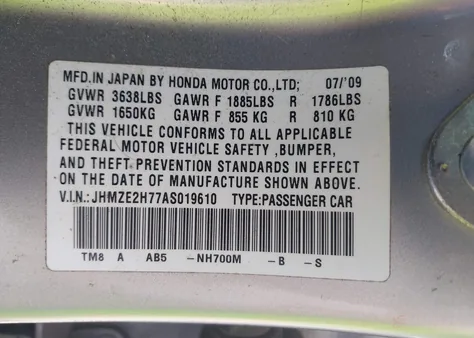 MFD.IN JAPAN BY HONDA MOTOR CO.,LTD; 07/'09
GVWR 3638LBS GAWR F 1885LBS R 1786LBS
GVWR 1650KG GAWR F 855 KG R 810 KG
THIS VEHICLE CONFORMS TO ALL APPLICABLE
FEDERAL MOTOR VEHICLE SAFETY ,BUMPER,
AND THEFT PREVENTION STANDARDS IN EFFECT
ON THE DATE OF MANUFACTURE SHOWN ABOVE.
V.I.N.:JHMZE2H77AS019610 TYPE:PASSENGER CAR
TM8 A AB5 -NH700M -B -S